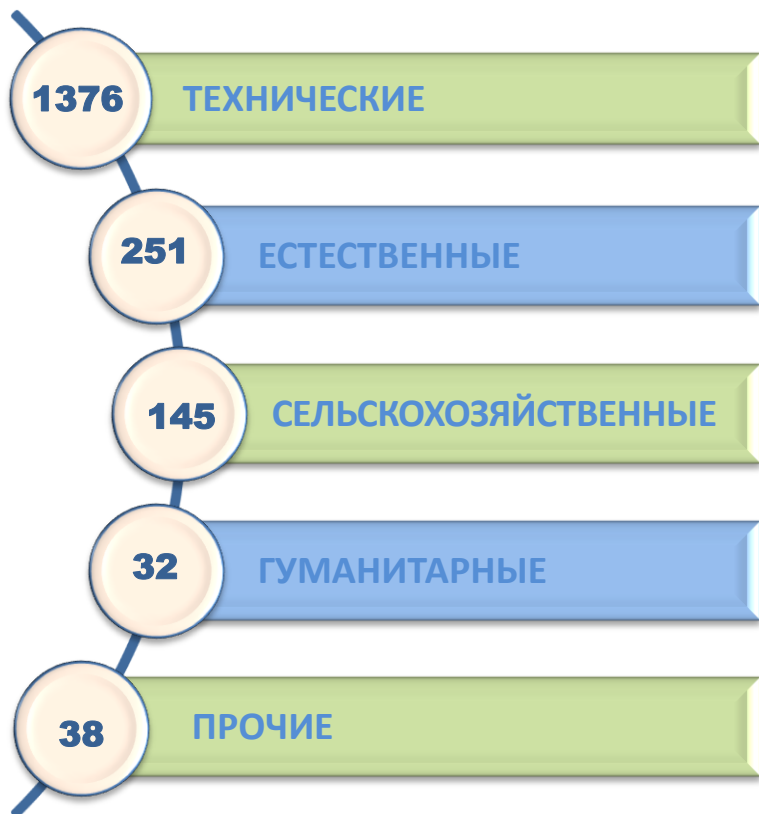 1376 ТЕХНИЧЕСКИЕ
251 ЕСТЕСТВЕННЫЕ
145 СЕЛЬСКОХОЗЯЙСТВЕННЫЕ
32 ГУМАНИТАРНЫЕ
38 ПРОЧИЕ